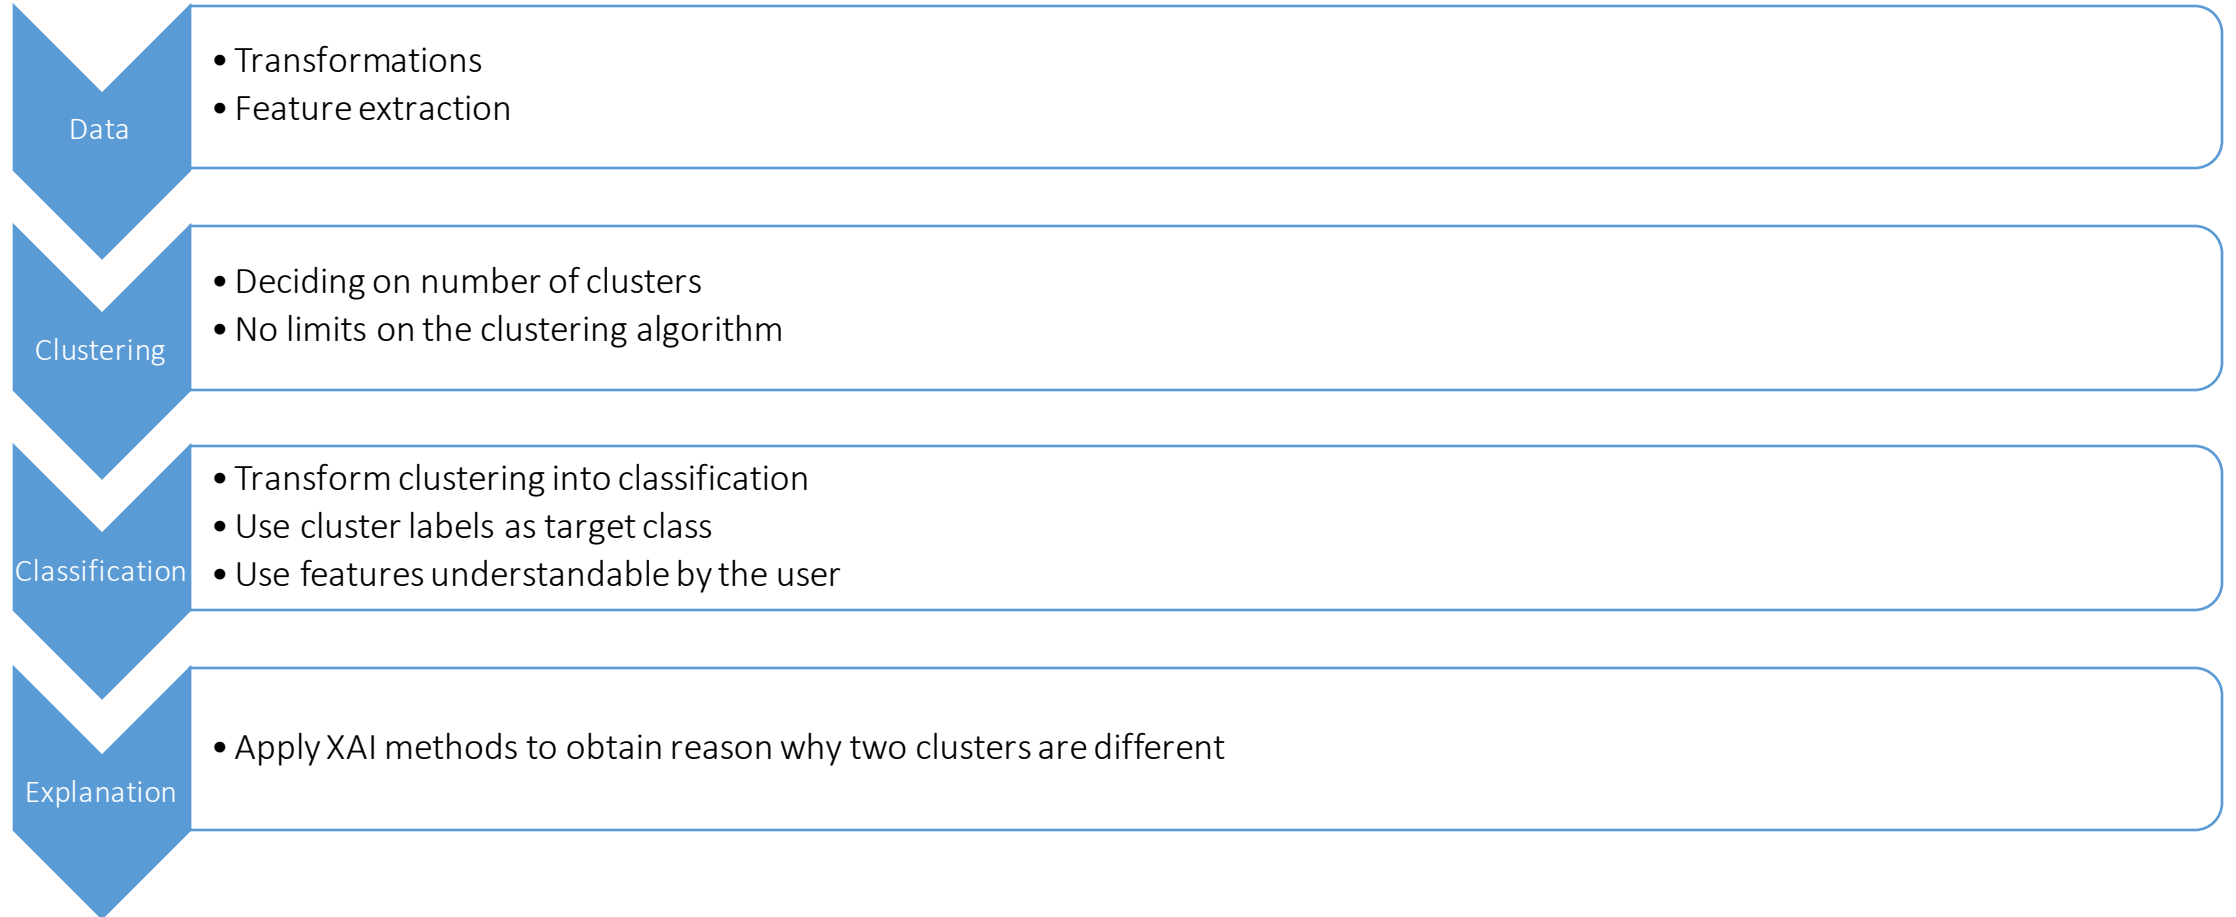 Data
• Transformations
• Feature extraction
Clustering
• Deciding on number of clusters
• No limits on the clustering algorithm
Classification
• Transform clustering into classification
• Use cluster labels as target class
• Use features understandable by the user
Explanation
• Apply XAI methods to obtain reason why two clusters are different